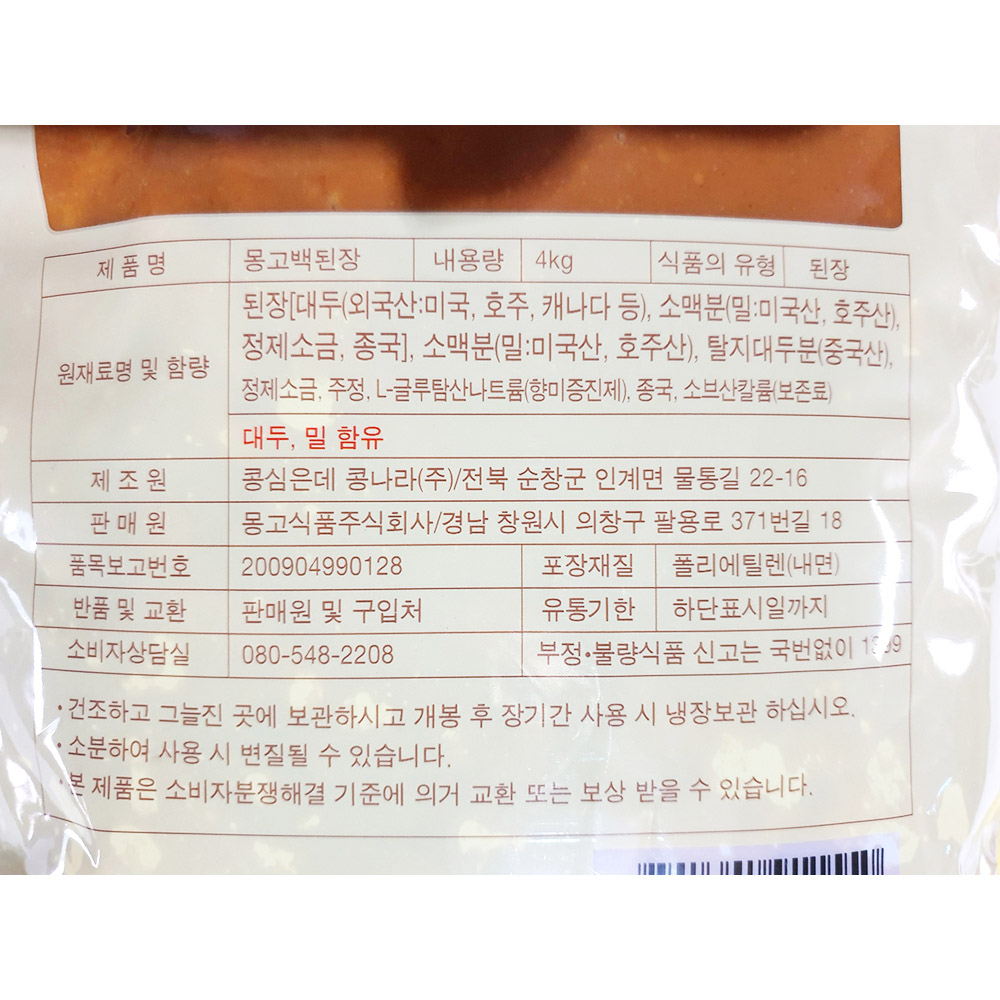 제품명 몽고백된장 내용량 4kg 식품의 유형 된장
원재료명 및 함량
된장[대두(외국산:미국, 호주, 캐나다 등), 소맥분(밀:미국산, 호주산),
정제소금, 종국], 소맥분(밀:미국산, 호주산), 탈지대두분(중국산),
정제소금, 주정, L-글루탐산나트륨(향미증진제), 종국, 소브산칼륨(보존료)
대두, 밀 함유
제조원 콩심은데 콩나라(주)/전북 순창군 인계면 물통길 22-16
판매원 몽고식품주식회사/경남 창원시 의창구 팔용로 371번길 18
품목보고번호 200904990128 포장재질 폴리에틸렌(내면)
반품 및 교환 판매원 및 구입처 유통기한 하단표시일까지
소비자상담실 080-548-2208 부정•불량식품 신고는 국번없이
•건조하고 그늘진 곳에 보관하시고 개봉 후 장기간 사용 시 냉장보관 하십시오.
•소분하여 사용 시 변질될 수 있습니다.
•본 제품은 소비자분쟁해결 기준에 의거 교환 또는 보상 받을 수 있습니다.